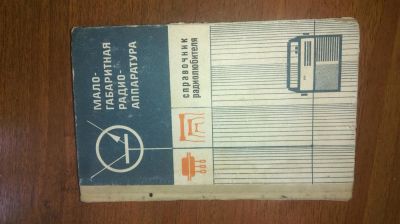 МАЛО-
ГАБАРИТНАЯ
РАДИО-
АППАРАТУРА
справочник
радиолюбителя